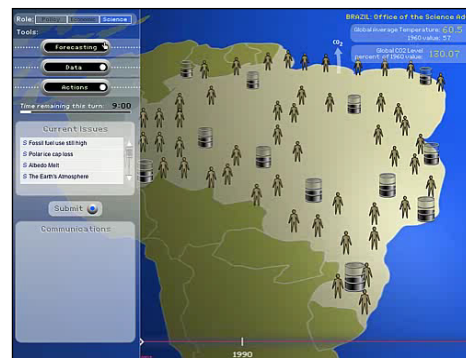 Role: Policy Economic Science
Tools:
Forecasting
Data
Actions
Time remaining this turn: 9:00
Current Issues
S Fossil fuel use still high
S Polar ice cap loss
S Albedo Melt
S The Earth's Atmosphere
Submit
Communications
BRAZIL: Office of the Science Ad
Global Average Temperature: 60.5
1960 value: 57
Global CO2 Level
(percent of 1960 value)
130.07
CO2
1990